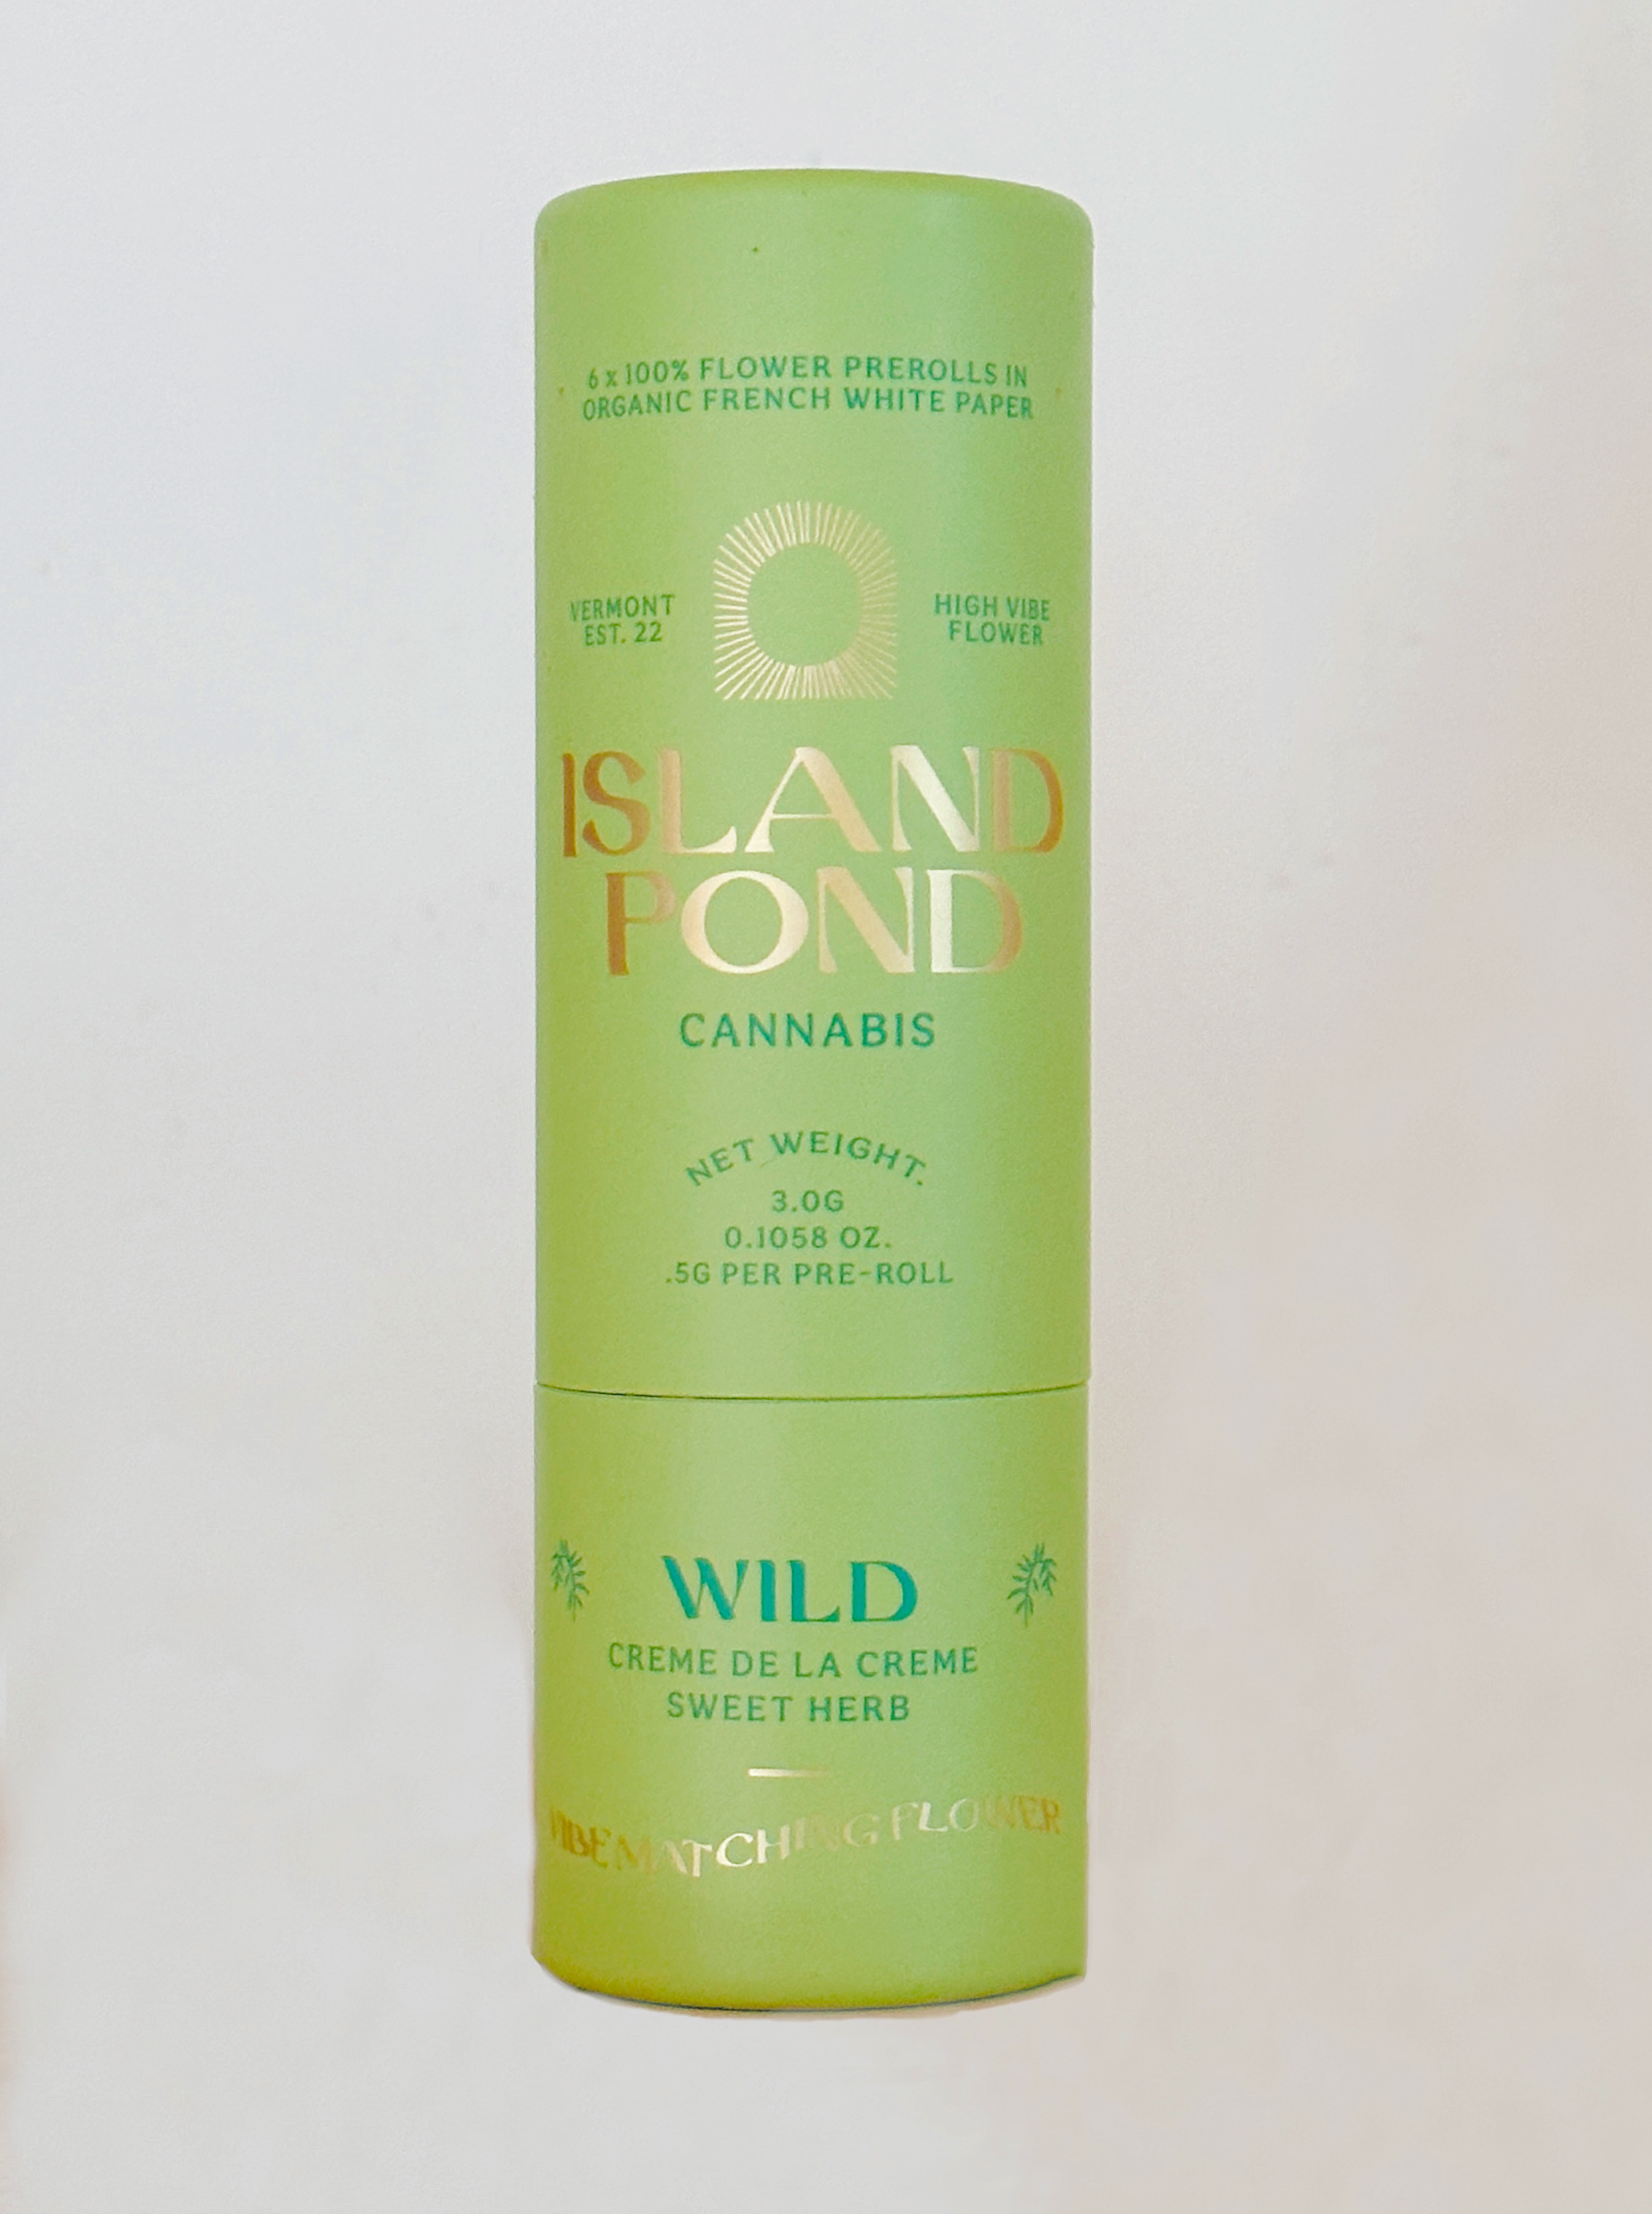 6 x 100% FLOWER PREROLLS IN
ORGANIC FRENCH WHITE PAPER
VERMONT
EST. 22
HIGH VIBE
FLOWER
ISLAND
POND
CANNABIS
NET WEIGHT.
3.0G
0.1058 OZ.
.5G PER PRE-ROLL
WILD
CREME DE LA CREME
SWEET HERB
VIBE MATCHING FLOWER